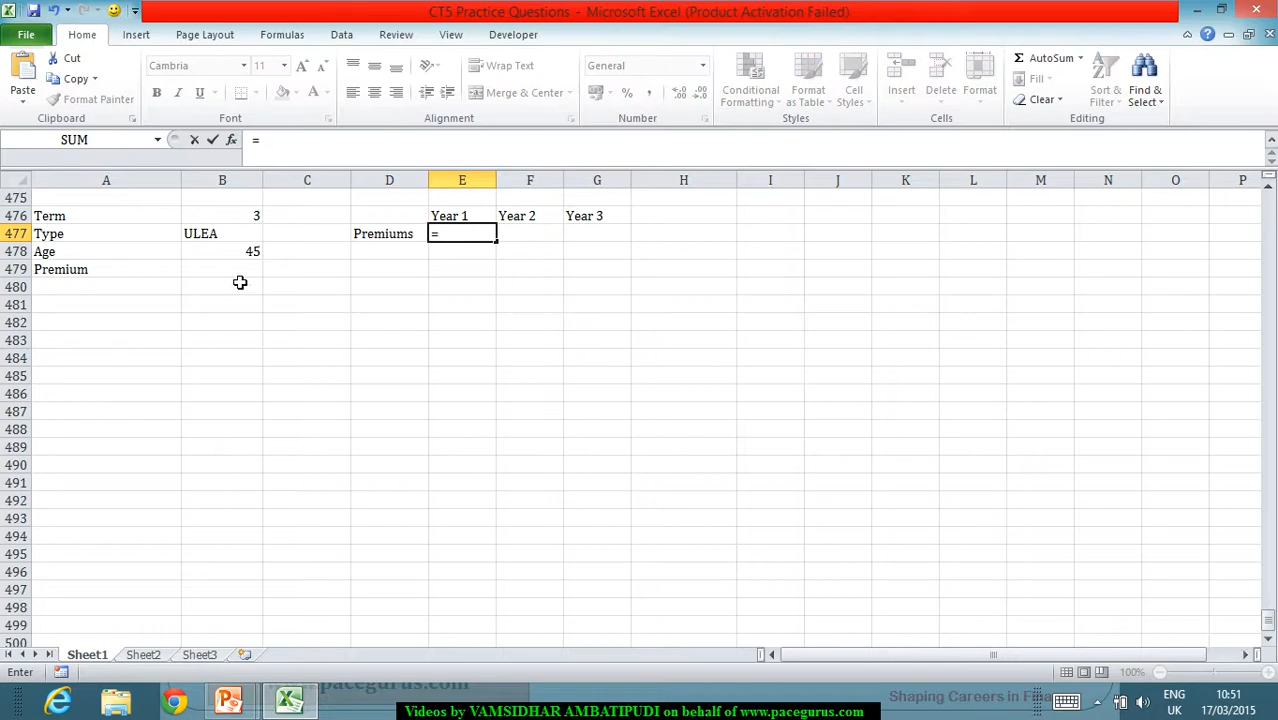 CT5 Practice Questions - Microsoft Excel (Product Activation Failed)
File Home Insert Page Layout Formulas Data Review View Developer
Paste Cut Copy Format Painter Clipboard
Cambria 11 B I U A Font
Wrap Text Merge & Center Alignment
General % , Number
Conditional Formatting Format as Table Cell Styles Styles
Insert Delete Format Cells
AutoSum Fill Clear Sort & Filter Find & Select Editing
SUM fx =
A B C D E F G H I J K L M N O P
475
476 Term 3 Year 1 Year 2 Year 3
477 Type ULEA Premiums =
478 Age 45
479 Premium
480
481
482
483
484
485
486
487
488
489
490
491
492
493
494
495
496
497
498
499
500
Sheet1 Sheet2 Sheet3
Enter 100%
pacegurus.com Shaping Careers in Fina
ENG 10:51
UK 17/03/2015
Videos by VAMSIDHAR AMBATIPUDI on behalf of www.pacegurus.com